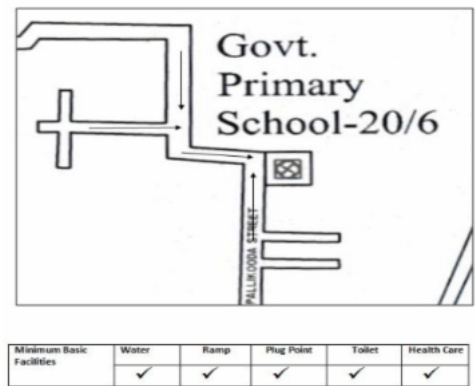 Govt.
Primary
School-20/6
PALLIKOODA STREET
Minimum Basic Facilities Water Ramp Plug Point Toilet Health Care
✓ ✓ ✓ ✓ ✓